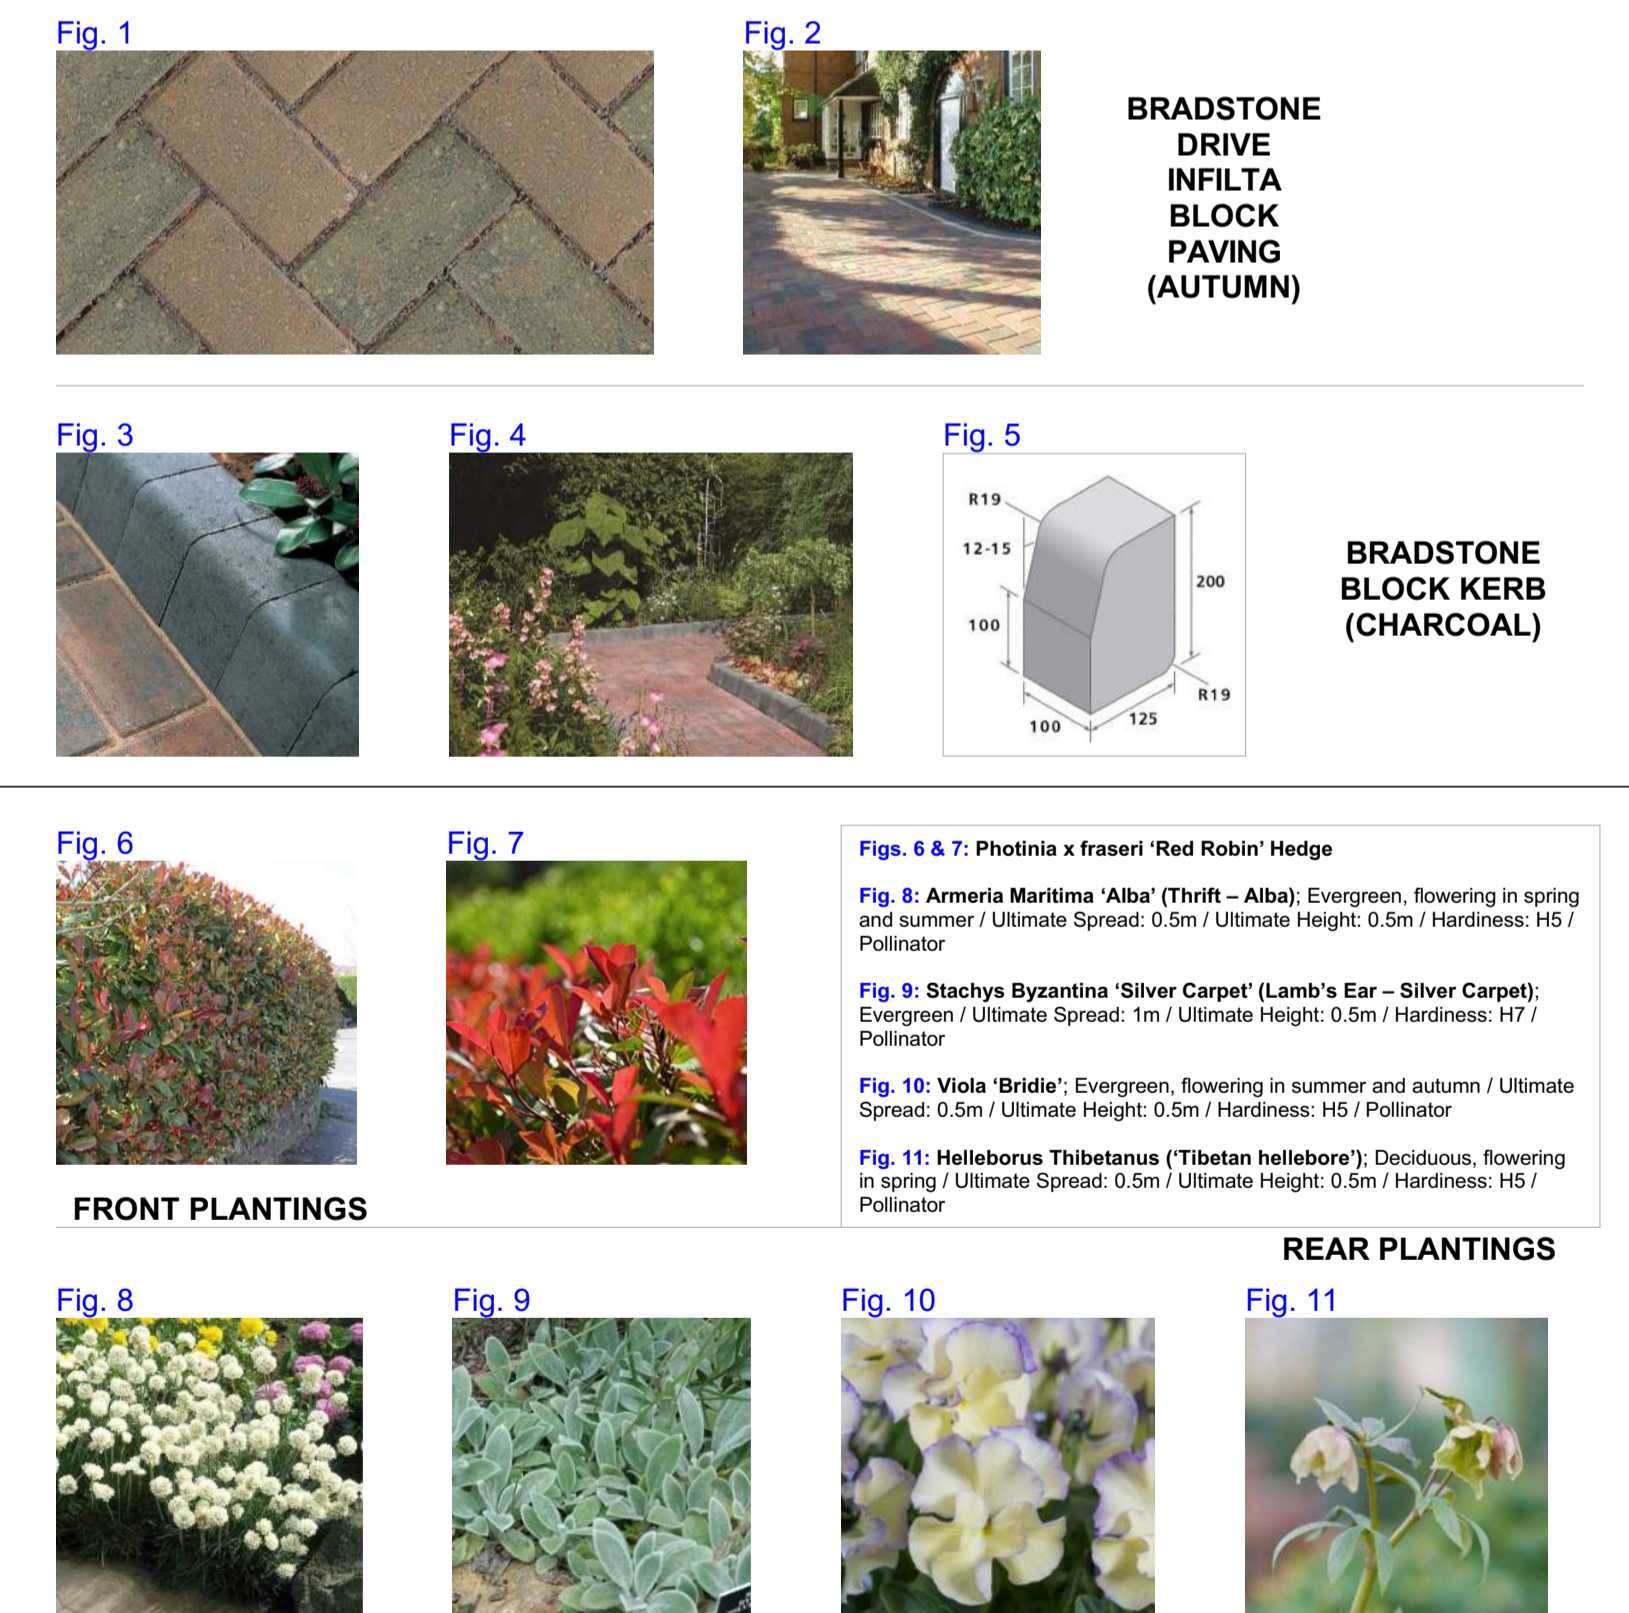 Fig. 1
Fig. 2
BRADSTONE
DRIVE
INFILTA
BLOCK
PAVING
(AUTUMN)
Fig. 3
Fig. 4
Fig. 5
R19
12-15
100
200
R19
100
125
BRADSTONE
BLOCK KERB
(CHARCOAL)
Fig. 6
Fig. 7
Figs. 6 & 7: Photinia x fraseri ‘Red Robin’ Hedge
Fig. 8: Armeria Maritima ‘Alba’ (Thrift – Alba); Evergreen, flowering in spring
and summer / Ultimate Spread: 0.5m / Ultimate Height: 0.5m / Hardiness: H5 /
Pollinator
Fig. 9: Stachys Byzantina ‘Silver Carpet’ (Lamb’s Ear – Silver Carpet);
Evergreen / Ultimate Spread: 1m / Ultimate Height: 0.5m / Hardiness: H7 /
Pollinator
Fig. 10: Viola ‘Bridie’; Evergreen, flowering in summer and autumn / Ultimate
Spread: 0.5m / Ultimate Height: 0.5m / Hardiness: H5 / Pollinator
Fig. 11: Helleborus Thibetanus (‘Tibetan hellebore’); Deciduous, flowering
in spring / Ultimate Spread: 0.5m / Ultimate Height: 0.5m / Hardiness: H5 /
Pollinator
FRONT PLANTINGS
REAR PLANTINGS
Fig. 8
Fig. 9
Fig. 10
Fig. 11